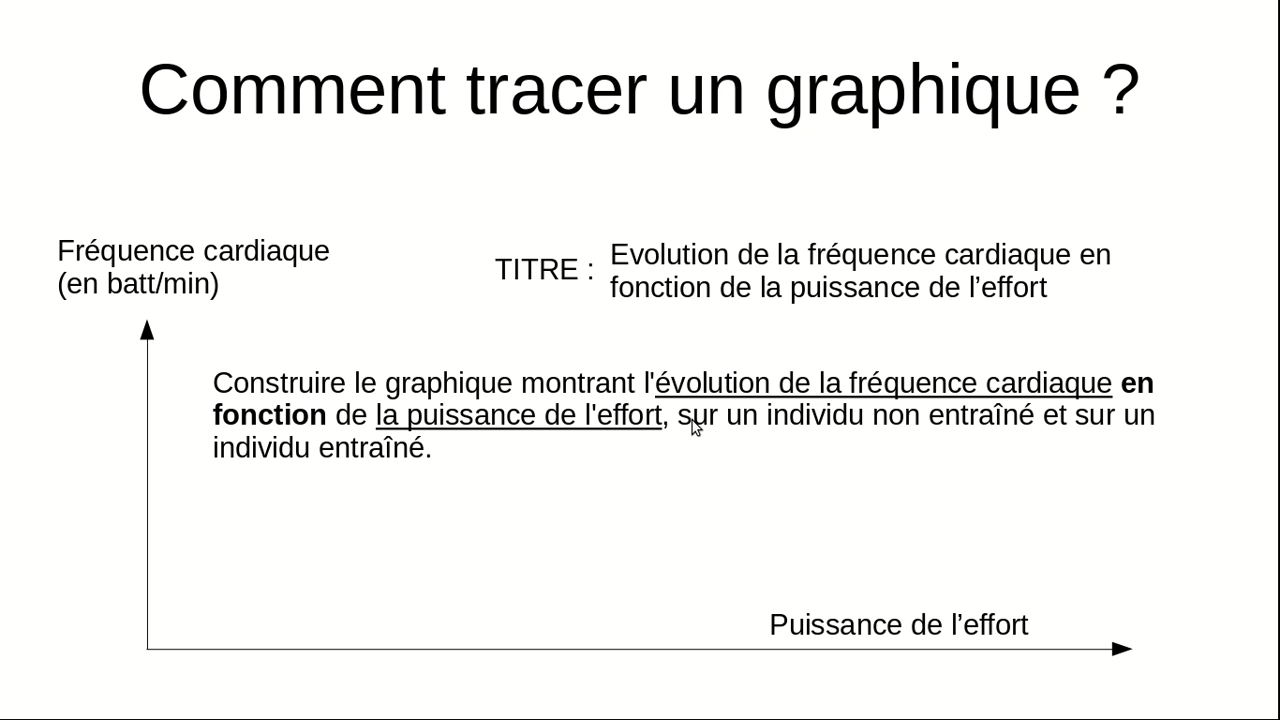 Comment tracer un graphique ?
Fréquence cardiaque
(en batt/min)
TITRE :
Evolution de la fréquence cardiaque en
fonction de la puissance de l’effort
Construire le graphique montrant l'évolution de la fréquence cardiaque en
fonction de la puissance de l'effort, sur un individu non entraîné et sur un
individu entraîné.
Puissance de l’effort